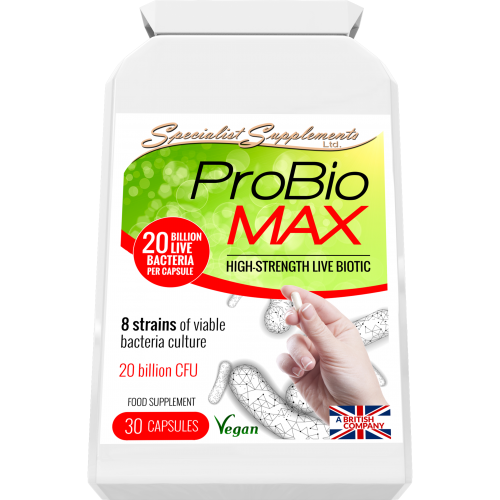 Specialist Supplements
Ltd.
ProBio
MAX
HIGH-STRENGTH LIVE BIOTIC
20 BILLION
LIVE
BACTERIA
PER CAPSULE
8 strains of viable
bacteria culture
20 billion CFU
FOOD SUPPLEMENT
30 CAPSULES
Vegan
A BRITISH
COMPANY